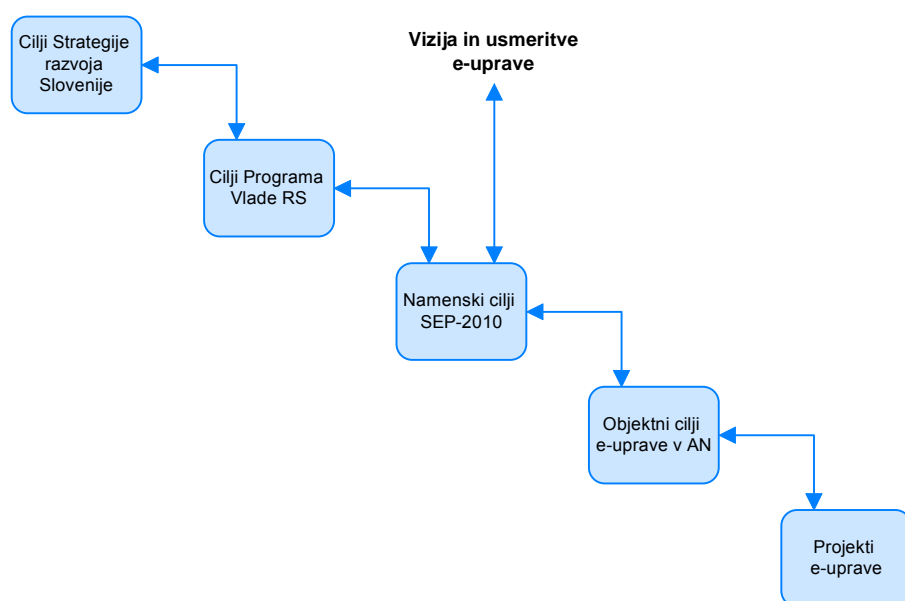 Cilji Strategije
razvoja
Slovenije
Vizija in usmeritve
e-uprave
Cilji Programa
Vlade RS
Namenski cilji
SEP-2010
Objektni cilji
e-uprave v AN
Projekti
e-uprave